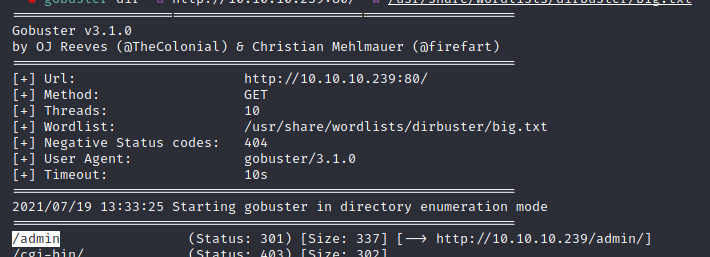 # gobuster dir -u http://10.10.10.239:80/ -w /usr/share/wordlists/dirbuster/big.txt
===============================================================
Gobuster v3.1.0
by OJ Reeves (@TheColonial) & Christian Mehlmauer (@firefart)
===============================================================
[+] Url:                     http://10.10.10.239:80/
[+] Method:                  GET
[+] Threads:                 10
[+] Wordlist:                /usr/share/wordlists/dirbuster/big.txt
[+] Negative Status codes:   404
[+] User Agent:              gobuster/3.1.0
[+] Timeout:                 10s
===============================================================
2021/07/19 13:33:25 Starting gobuster in directory enumeration mode
===============================================================
/admin                (Status: 301) [Size: 337] [--> http://10.10.10.239/admin/]
/cgi-bin/             (Status: 403) [Size: 302]